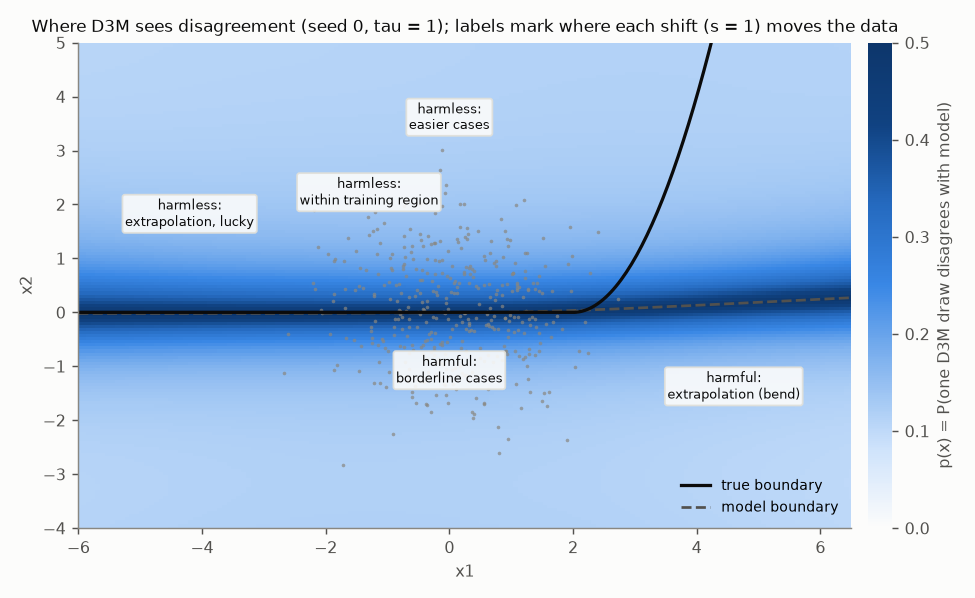 Where D3M sees disagreement (seed 0, tau = 1); labels mark where each shift (s = 1) moves the data
5
4
3
2
1
0
−1
−2
−3
−4
x2
harmless:
easier cases
harmless:
within training region
harmless:
extrapolation, lucky
harmful:
borderline cases
harmful:
extrapolation (bend)
true boundary
model boundary
−6
−4
−2
0
2
4
6
x1
0.5
0.4
0.3
0.2
0.1
0.0
p(x) = P(one D3M draw disagrees with model)